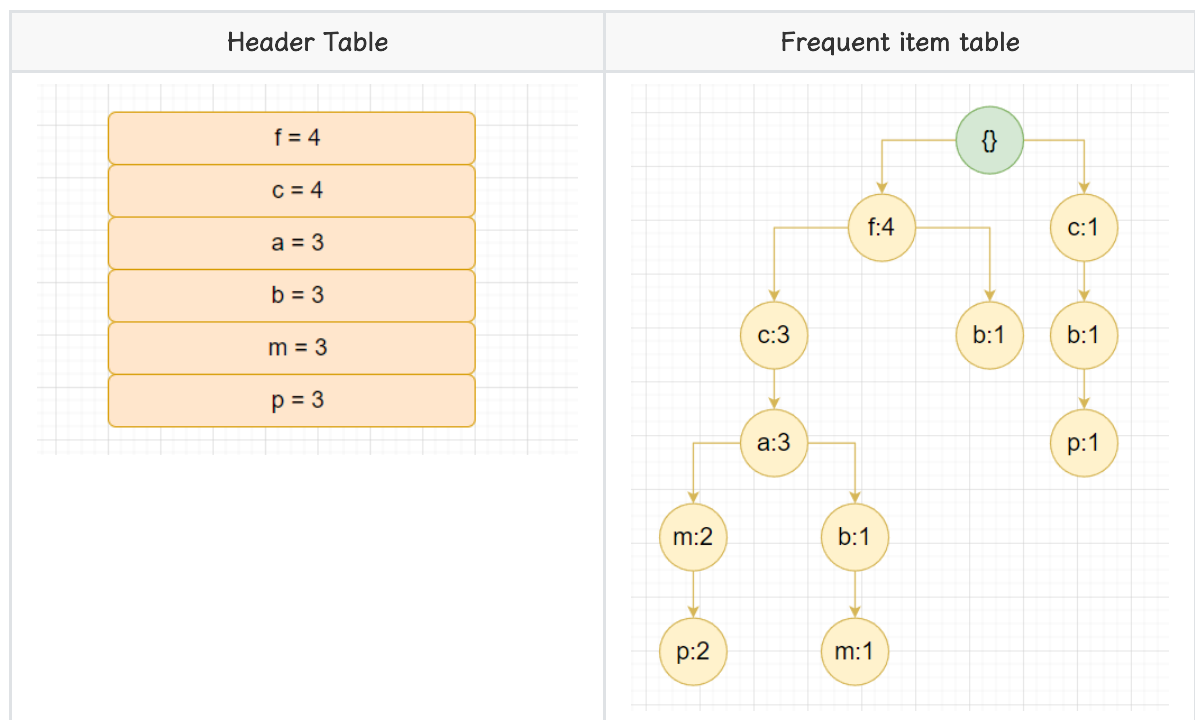 Header Table
Frequent item table
f = 4
c = 4
a = 3
b = 3
m = 3
p = 3
{}
f:4
c:1
c:3
b:1
b:1
a:3
p:1
m:2
b:1
p:2
m:1